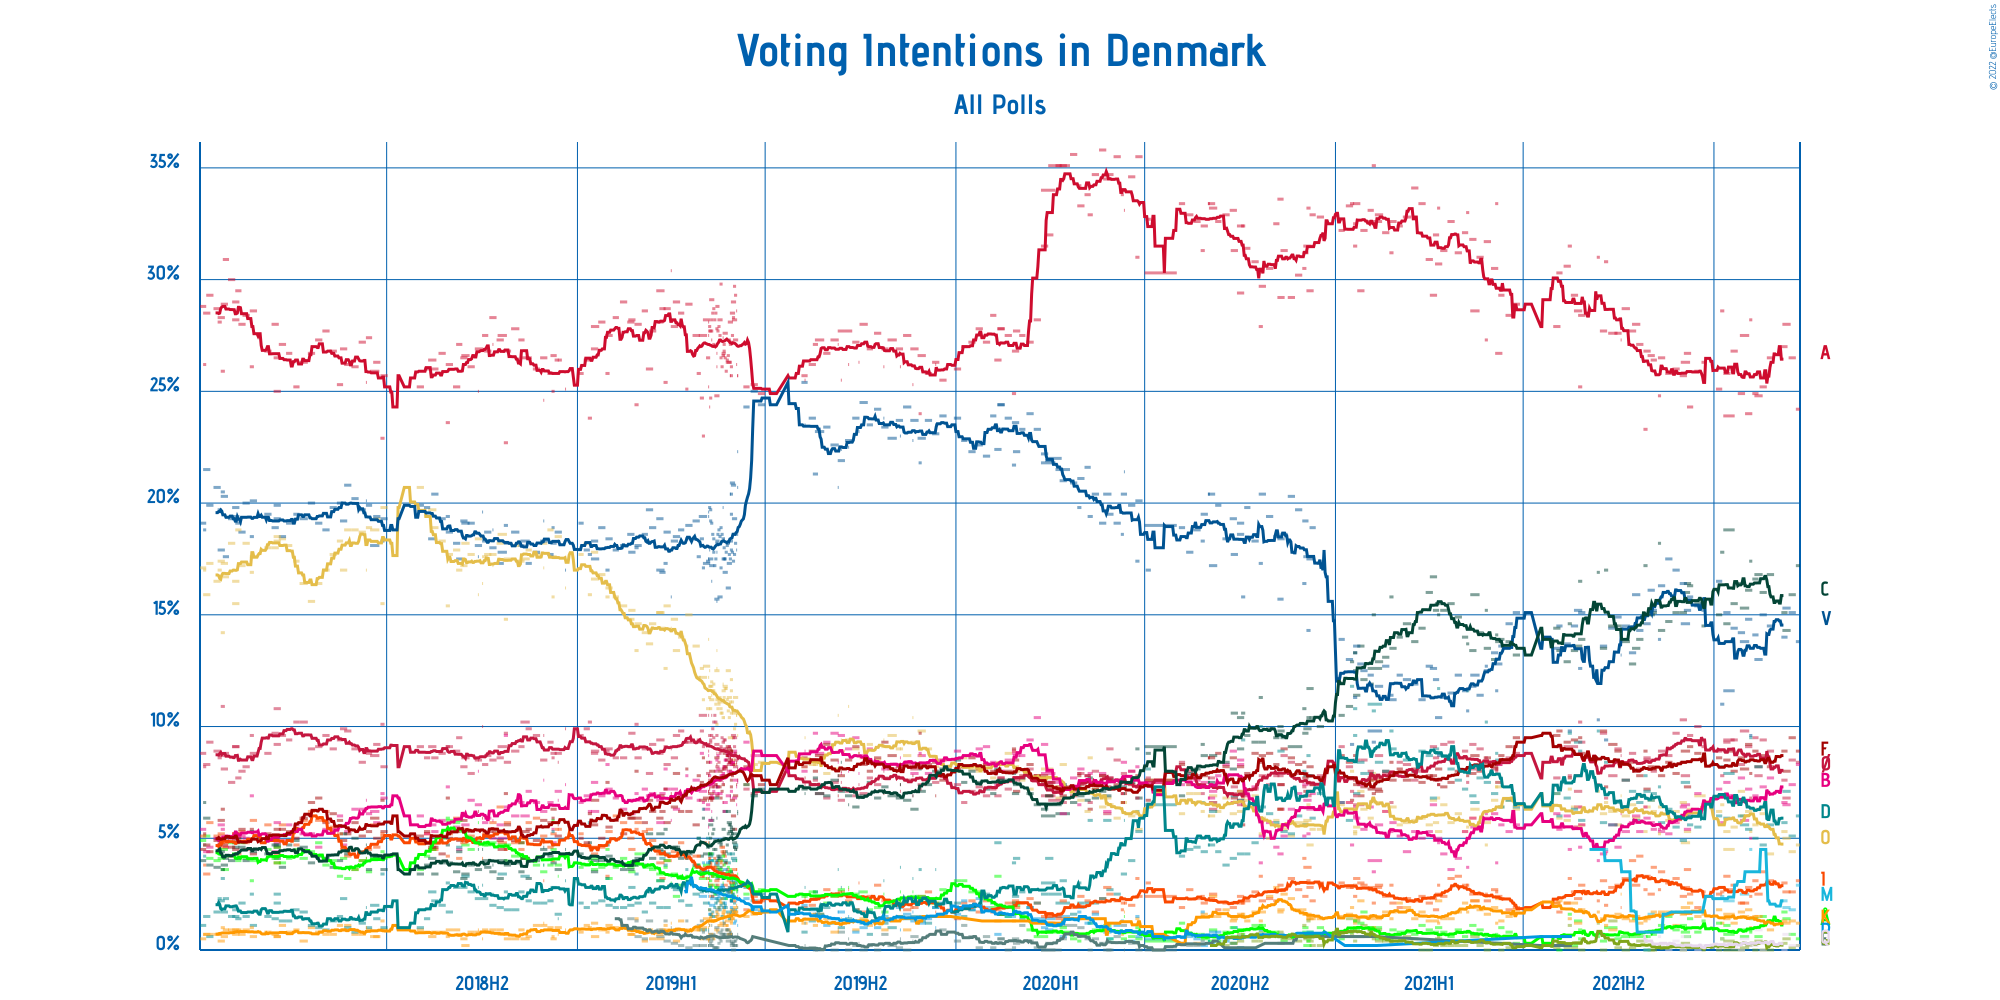 © 2022 @EuropeElects
Voting Intentions in Denmark
All Polls
35%
30%
25%
20%
15%
10%
5%
0%
A
C
V
F
Ø
B
D
O
I
M
Å
2018H2
2019H1
2019H2
2020H1
2020H2
2021H1
2021H2